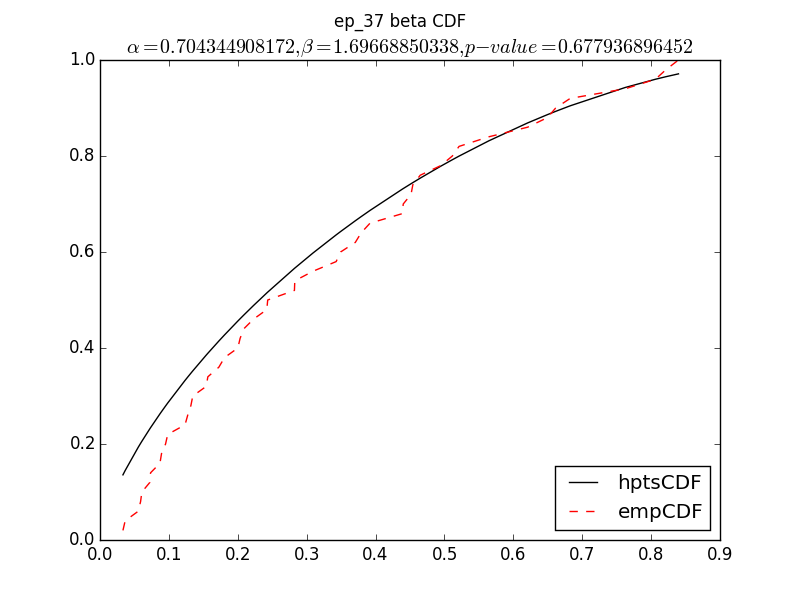 ep_37 beta CDF
α=0.704344908172,β=1.69668850338,p−value=0.677936896452
1.0
0.8
0.6
0.4
0.2
0.0
0.0 0.1 0.2 0.3 0.4 0.5 0.6 0.7 0.8 0.9
hptsCDF
empCDF